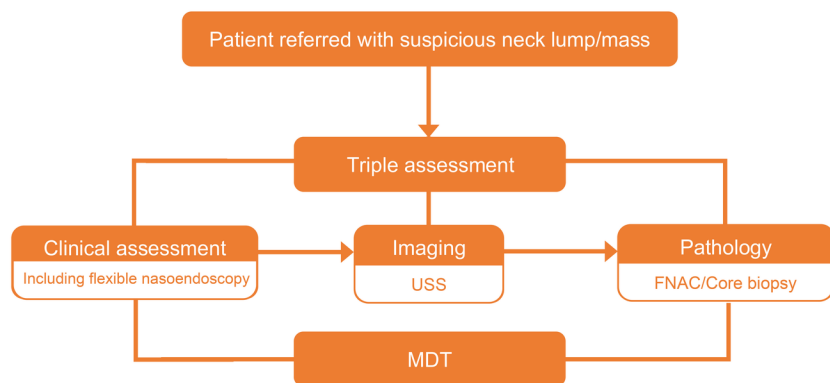 Patient referred with suspicious neck lump/mass
Triple assessment
Clinical assessment
Including flexible nasoendoscopy
Imaging
USS
Pathology
FNAC/Core biopsy
MDT